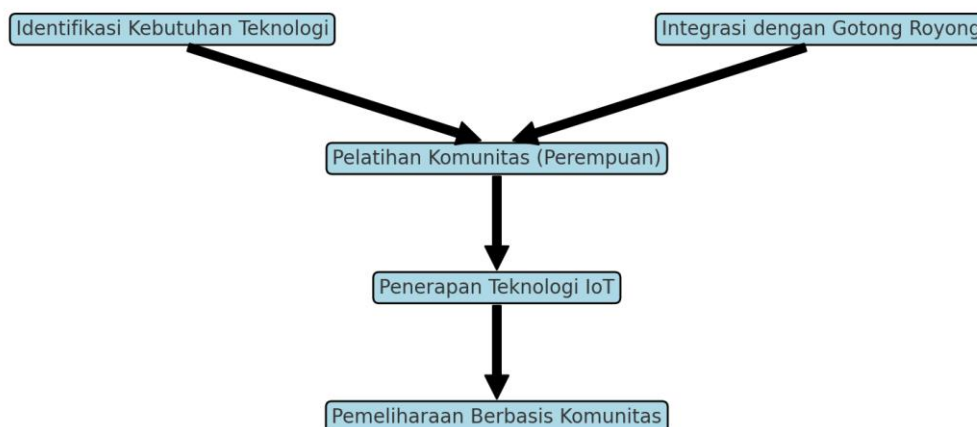 Identifikasi Kebutuhan Teknologi
Integrasi dengan Gotong Royong
Pelatihan Komunitas (Perempuan)
Penerapan Teknologi IoT
Pemeliharaan Berbasis Komunitas